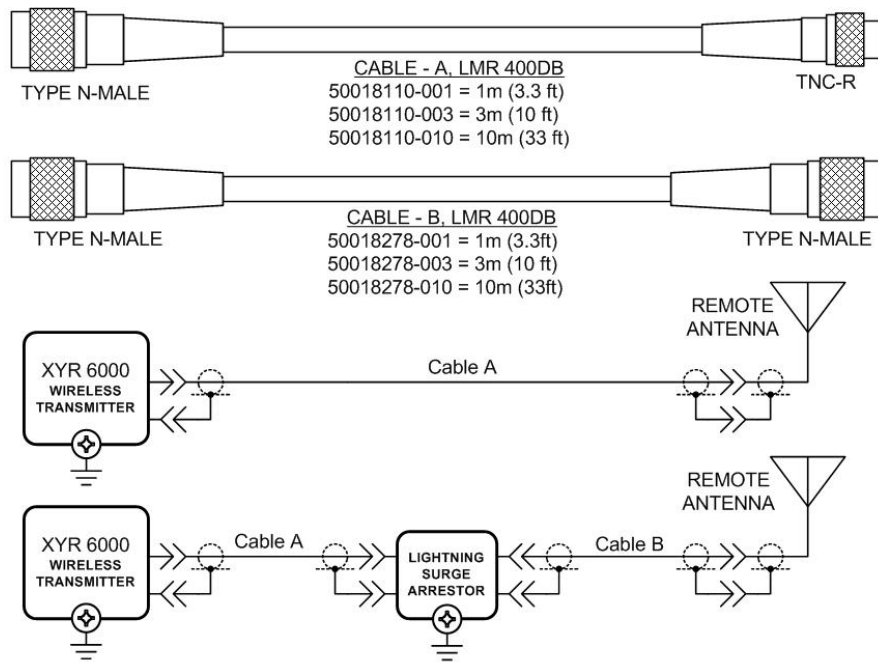 TYPE N-MALE
TNC-R
CABLE - A, LMR 400DB
50018110-001 = 1m (3.3 ft)
50018110-003 = 3m (10 ft)
50018110-010 = 10m (33 ft)
TYPE N-MALE
TYPE N-MALE
CABLE - B, LMR 400DB
50018278-001 = 1m (3.3ft)
50018278-003 = 3m (10 ft)
50018278-010 = 10m (33ft)
REMOTE
ANTENNA
XYR 6000
WIRELESS
TRANSMITTER
Cable A
REMOTE
ANTENNA
XYR 6000
WIRELESS
TRANSMITTER
Cable A
LIGHTNING
SURGE
ARRESTOR
Cable B